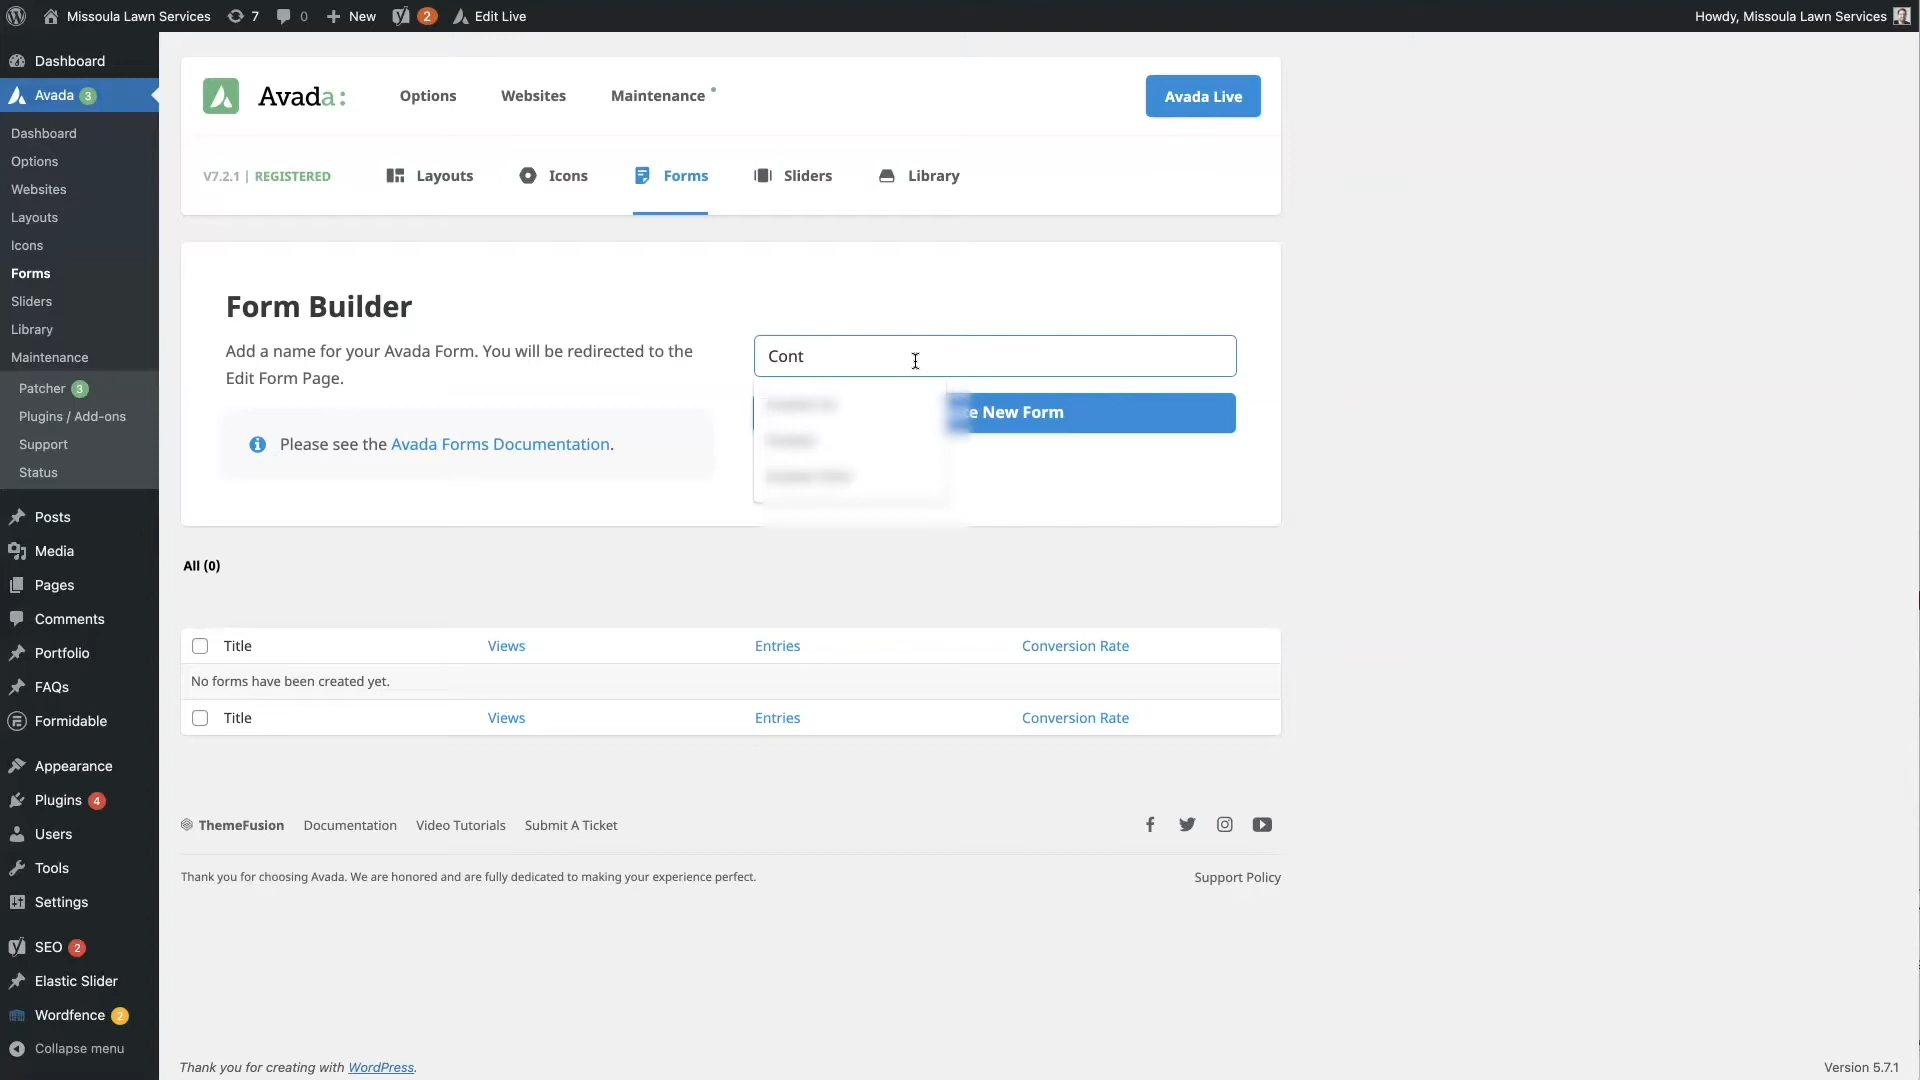 Missoula Lawn Services 7 0 New 2 Edit Live Howdy, Missoula Lawn Services
Dashboard
Avada 3
Dashboard
Options
Websites
Layouts
Icons
Forms
Sliders
Library
Maintenance
Patcher 3
Plugins / Add-ons
Support
Status
Posts
Media
Pages
Comments
Portfolio
FAQs
Formidable
Appearance
Plugins 4
Users
Tools
Settings
SEO 2
Elastic Slider
Wordfence 2
Collapse menu
Avada: Options Websites Maintenance Avada Live
V7.2.1 | REGISTERED Layouts Icons Forms Sliders Library
Form Builder
Add a name for your Avada Form. You will be redirected to the
Edit Form Page.
Please see the Avada Forms Documentation.
Cont
New Form
All (0)
Title Views Entries Conversion Rate
No forms have been created yet.
Title Views Entries Conversion Rate
ThemeFusion Documentation Video Tutorials Submit A Ticket
Thank you for choosing Avada. We are honored and are fully dedicated to making your experience perfect. Support Policy
Thank you for creating with WordPress. Version 5.7.1